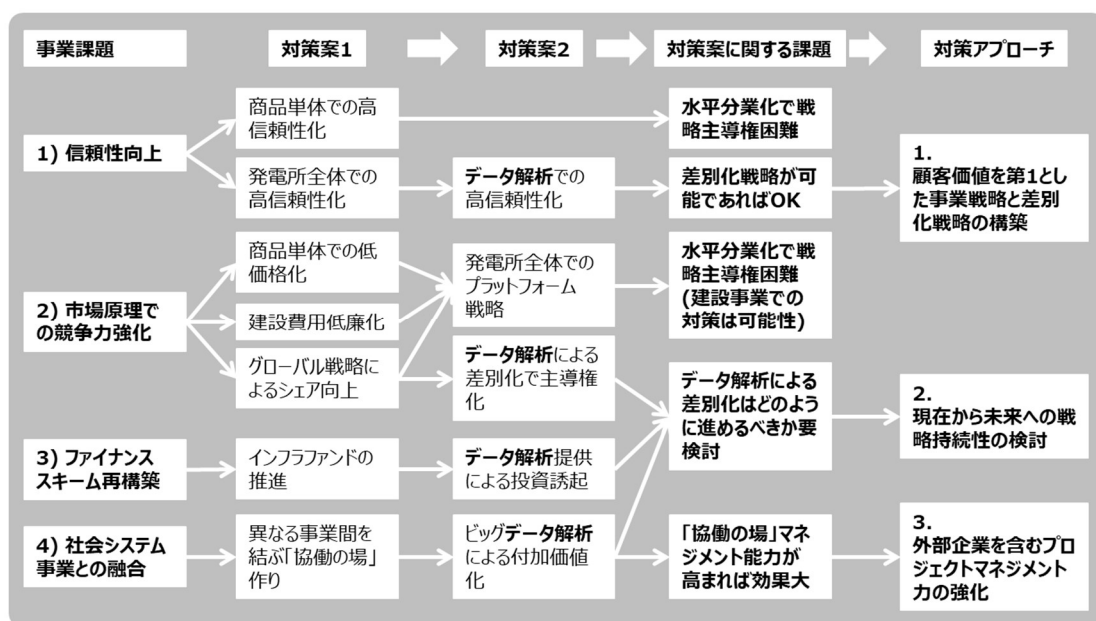 事業課題
対策案1
対策案2
対策案に関する課題
対策アプローチ
1) 信頼性向上
商品単体での高
信頼性化
水平分業化で戦
略主導権困難
発電所全体での
高信頼性化
データ解析での
高信頼性化
差別化戦略が可
能であればOK
1.
顧客価値を第1とし
た事業戦略と差別
化戦略の構築
2) 市場原理で
の競争力強化
商品単体での低
価格化
建設費用低廉化
グローバル戦略
によるシェア向上
発電所全体での
プラットフォーム
戦略
データ解析による
差別化で主導権
化
水平分業化で戦
略主導権困難
(建設事業での
対策は可能性)
データ解析による
差別化はどのよう
に進めるべきか要
検討
2.
現在から未来への戦
略持続性の検討
3) ファイナンス
スキーム再構築
インフラファンドの
推進
データ解析提供
による投資誘起
4) 社会システム
事業との融合
異なる事業間を
結ぶ「協働の場」
作り
ビッグデータ解析
による付加価値
化
「協働の場」マネ
ジメント能力が
高まれば効果大
3.
外部企業を含むプロ
ジェクトマネジメント
力の強化